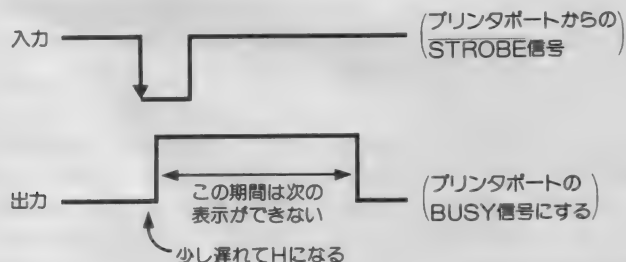 入力
(プリンタポートからの
STROBE信号)
この期間は次の
表示ができない
出力
(プリンタポートの
BUSY信号にする)
少し遅れてHになる